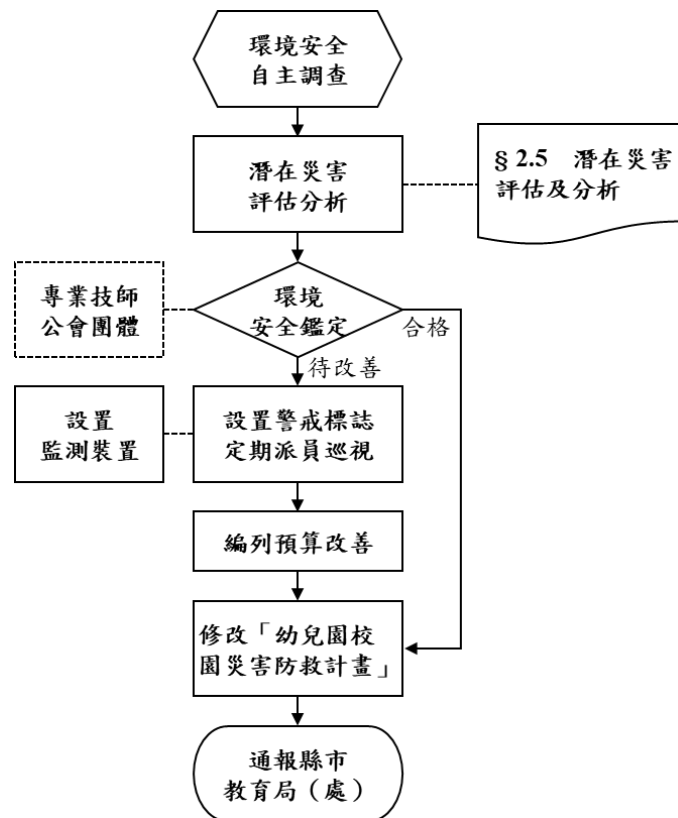 環境安全
自主調查
潛在災害
評估分析
§ 2.5 潛在災害
評估及分析
專業技師
公會團體
環境
安全鑑定
合格
待改善
設置
監測裝置
設置警戒標誌
定期派員巡視
編列預算改善
修改「幼兒園校
園災害防救計畫」
通報縣市
教育局（處）